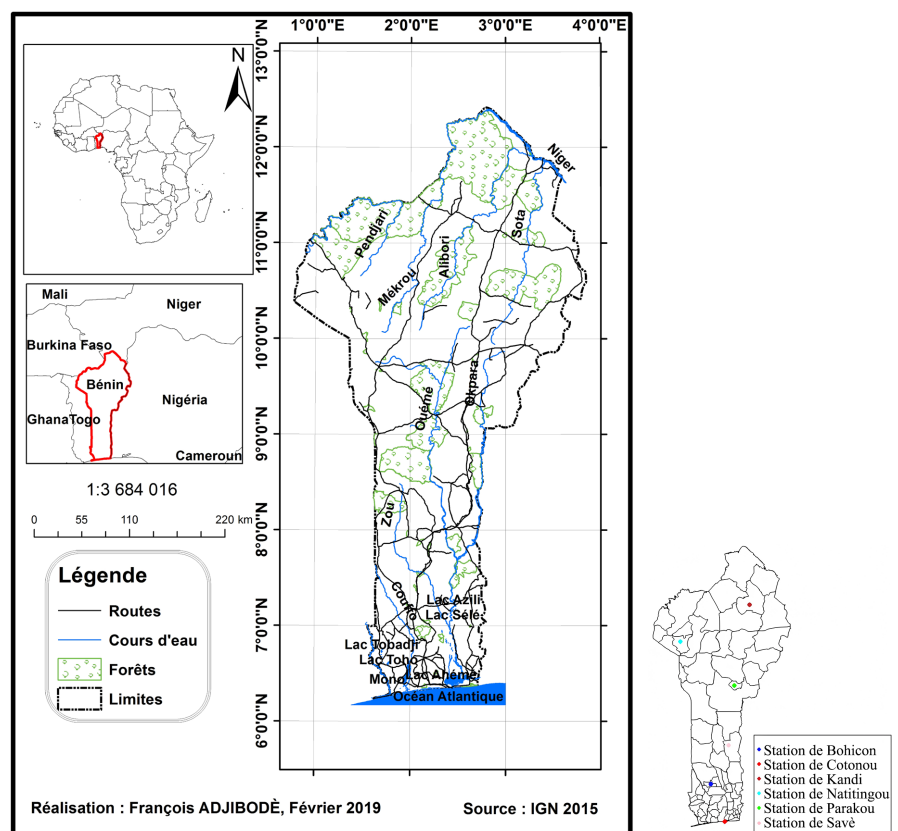 1°0'0"E 2°0'0"E 3°0'0"E 4°0'0"E
13°0'0"N
12°0'0"N
11°0'0"N
10°0'0"N
9°0'0"N
8°0'0"N
7°0'0"N
6°0'0"N
N
Mali
Niger
Burkina Faso
Bénin
Nigéria
Ghana Togo
Cameroun
1:3 684 016
0 55 110 220 km
Légende
Routes
Cours d'eau
Forêts
Limites
Niger
Pendjari
Mékrou
Alibori
Sota
Ouémé
Okpara
Zou
Couffo
Lac Azili
Lac Sélé
Lac Tobadji
Lac Toho
Mono
Lac Ahémé
Océan Atlantique
Réalisation : François ADJIBODÈ, Février 2019
Source : IGN 2015
Station de Bohicon
Station de Cotonou
Station de Kandi
Station de Natitingou
Station de Parakou
Station de Savè